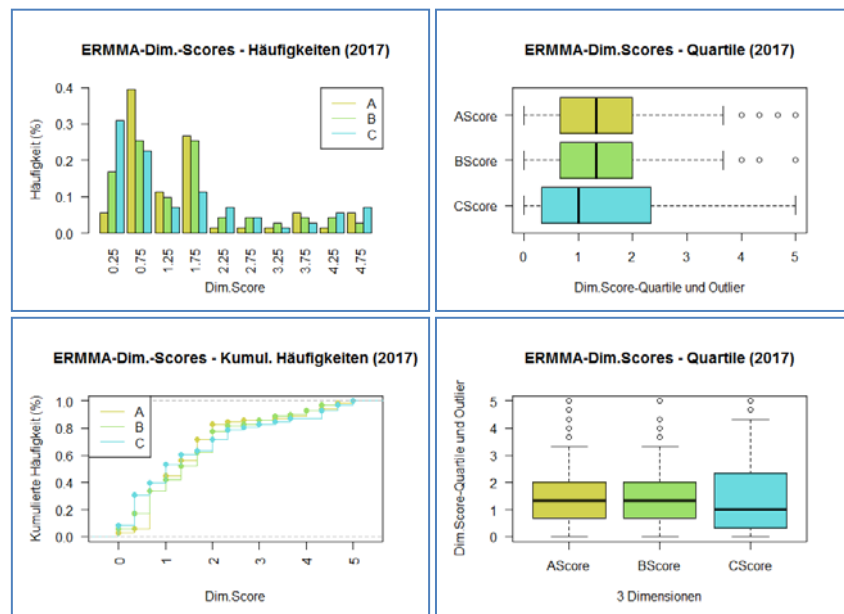 ERMMA-Dim.-Scores - Häufigkeiten (2017)
Häufigkeit (%)
0.4
0.3
0.2
0.1
0.0
A
B
C
0.25
0.75
1.25
1.75
2.25
2.75
3.25
3.75
4.25
4.75
Dim.Score
ERMMA-Dim.Scores - Quartile (2017)
AScore
BScore
CScore
0 1 2 3 4 5
Dim.Score-Quartile und Outlier
ERMMA-Dim.-Scores - Kumul. Häufigkeiten (2017)
Kumulierte Häufigkeit (%)
1.0
0.8
0.6
0.4
0.2
0.0
A
B
C
0
1
2
3
4
5
Dim.Score
ERMMA-Dim.Scores - Quartile (2017)
Dim.Score-Quartile und Outlier
5
4
3
2
1
0
AScore BScore CScore
3 Dimensionen